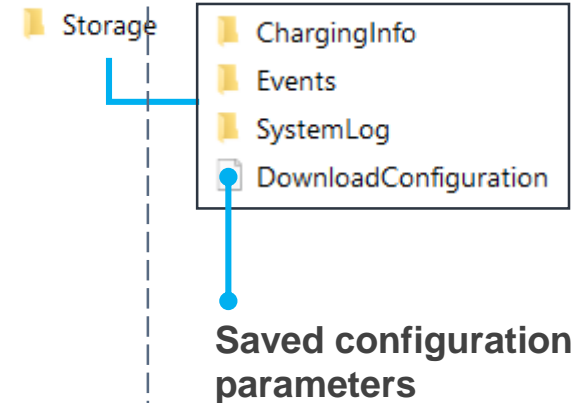 Storage
ChargingInfo
Events
SystemLog
DownloadConfiguration
Saved configuration
parameters